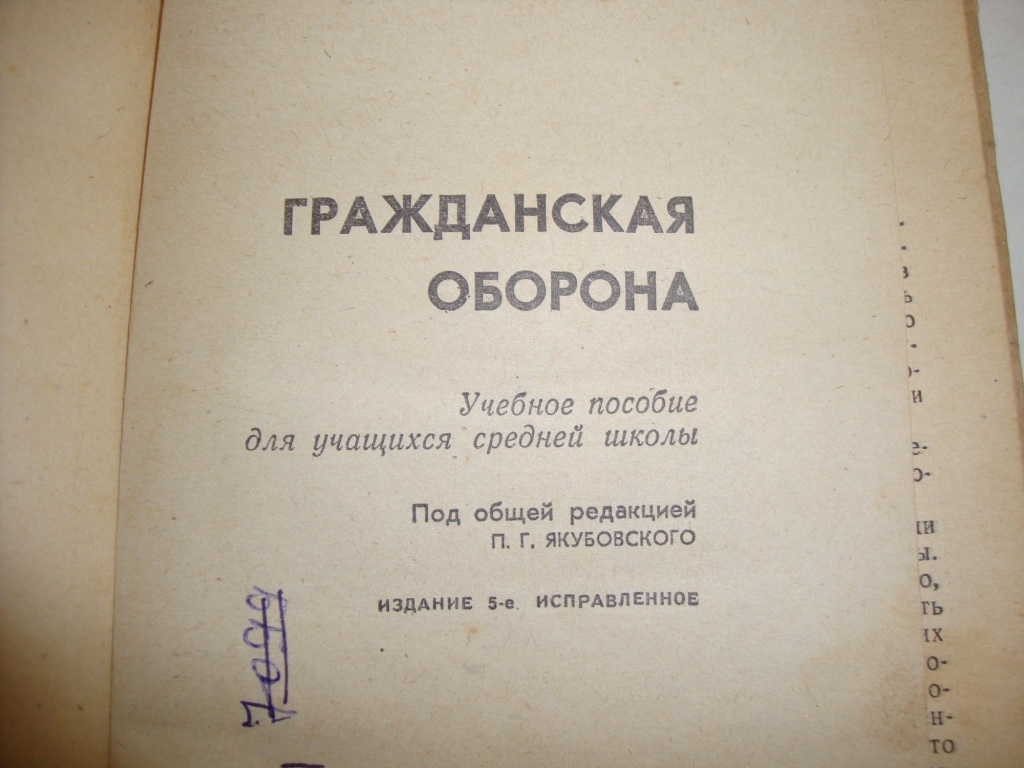 ГРАЖДАНСКАЯ
ОБОРОНА
Учебное пособие
для учащихся средней школы
Под общей редакцией
П. Г. ЯКУБОВСКОГО
ИЗДАНИЕ 5-е. ИСПРАВЛЕННОЕ